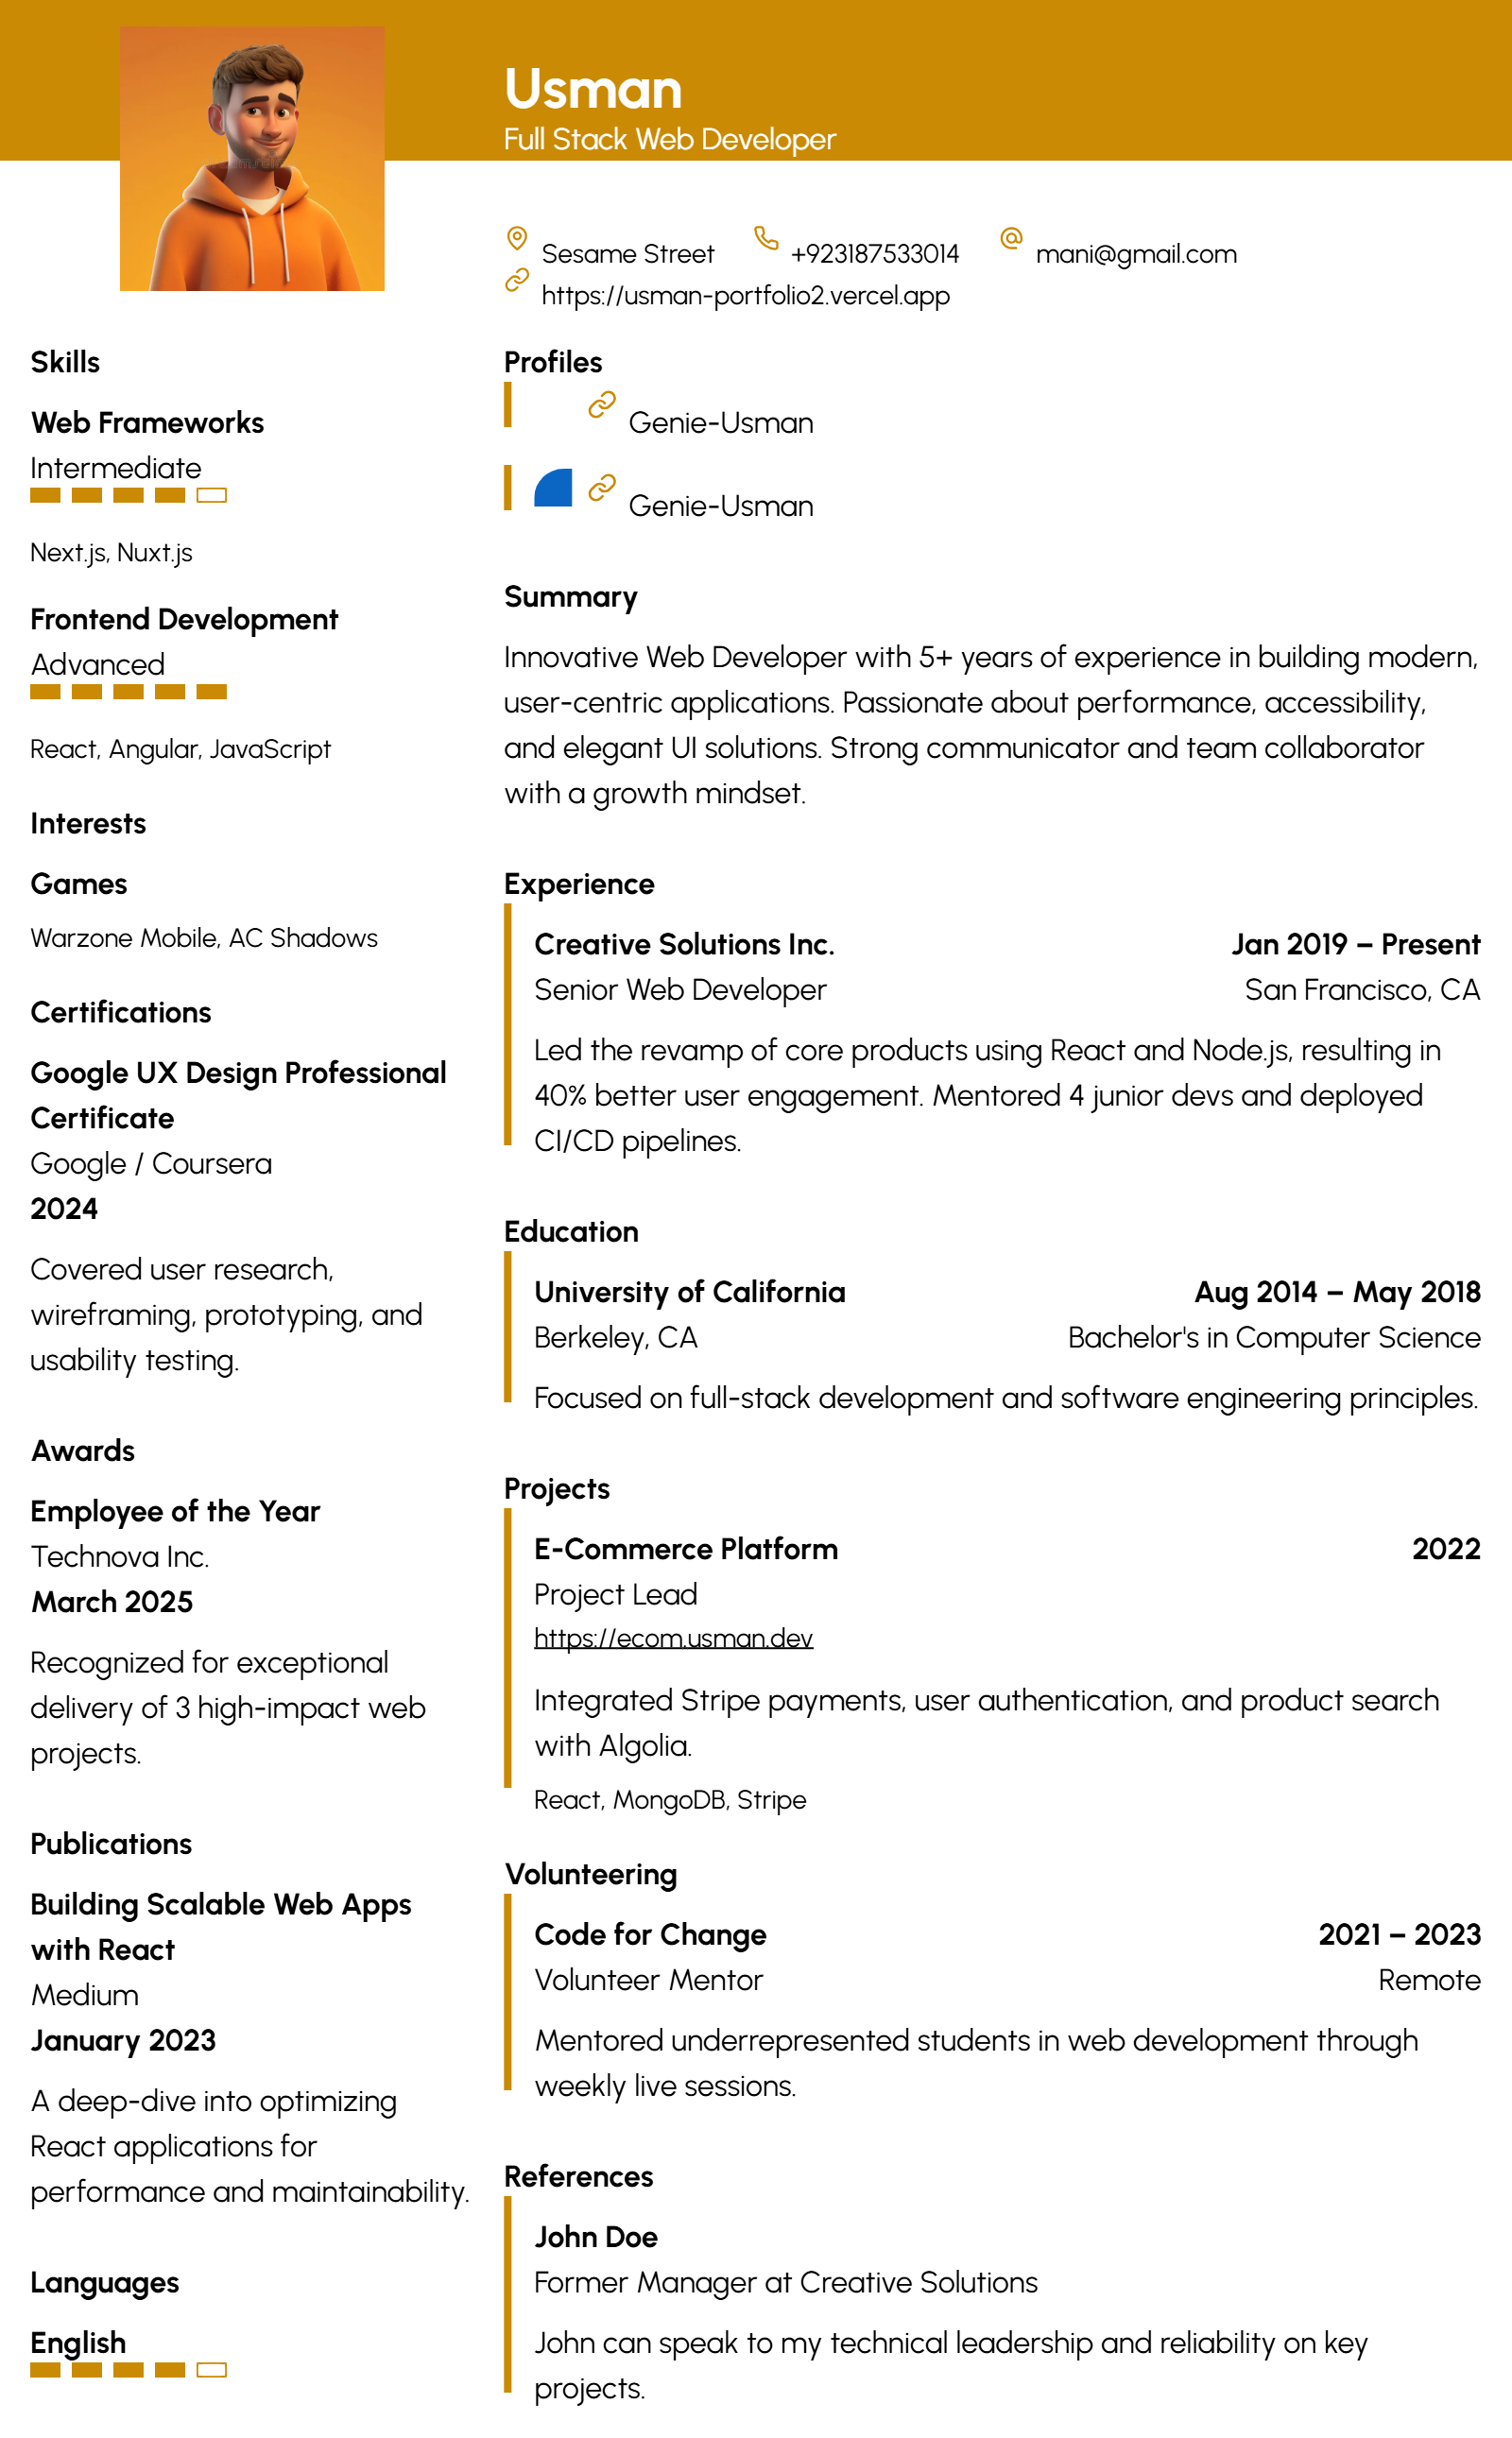 Usman
Full Stack Web Developer
Sesame Street
+923187533014
mani@gmail.com
https://usman-portfolio2.vercel.app
Skills
Web Frameworks
Intermediate
Next.js, Nuxt.js
Frontend Development
Advanced
React, Angular, JavaScript
Interests
Games
Warzone Mobile, AC Shadows
Certifications
Google UX Design Professional
Certificate
Google / Coursera
2024
Covered user research,
wireframing, prototyping, and
usability testing.
Awards
Employee of the Year
Technova Inc.
March 2025
Recognized for exceptional
delivery of 3 high-impact web
projects.
Publications
Building Scalable Web Apps
with React
Medium
January 2023
A deep-dive into optimizing
React applications for
performance and maintainability.
Languages
English
Profiles
Genie-Usman
Genie-Usman
Summary
Innovative Web Developer with 5+ years of experience in building modern,
user-centric applications. Passionate about performance, accessibility,
and elegant UI solutions. Strong communicator and team collaborator
with a growth mindset.
Experience
Creative Solutions Inc. Jan 2019 – Present
Senior Web Developer San Francisco, CA
Led the revamp of core products using React and Node.js, resulting in
40% better user engagement. Mentored 4 junior devs and deployed
CI/CD pipelines.
Education
University of California Aug 2014 – May 2018
Berkeley, CA Bachelor's in Computer Science
Focused on full-stack development and software engineering principles.
Projects
E-Commerce Platform 2022
Project Lead
https://ecom.usman.dev
Integrated Stripe payments, user authentication, and product search
with Algolia.
React, MongoDB, Stripe
Volunteering
Code for Change 2021 – 2023
Volunteer Mentor Remote
Mentored underrepresented students in web development through
weekly live sessions.
References
John Doe
Former Manager at Creative Solutions
John can speak to my technical leadership and reliability on key
projects.